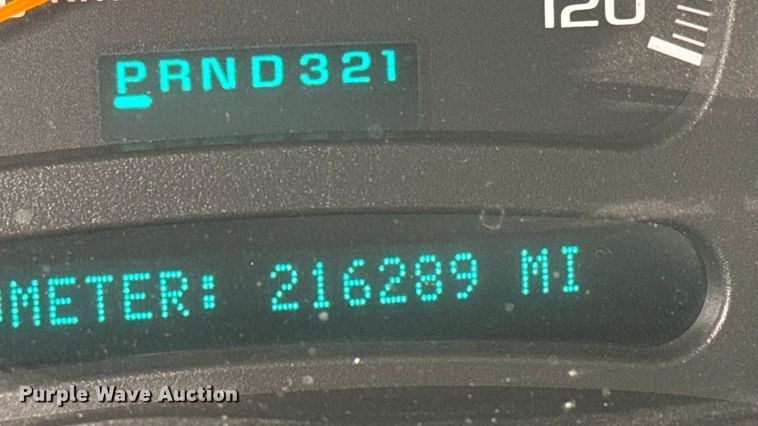 120
PRND321
OMETER: 216289 MI
Purple Wave Auction